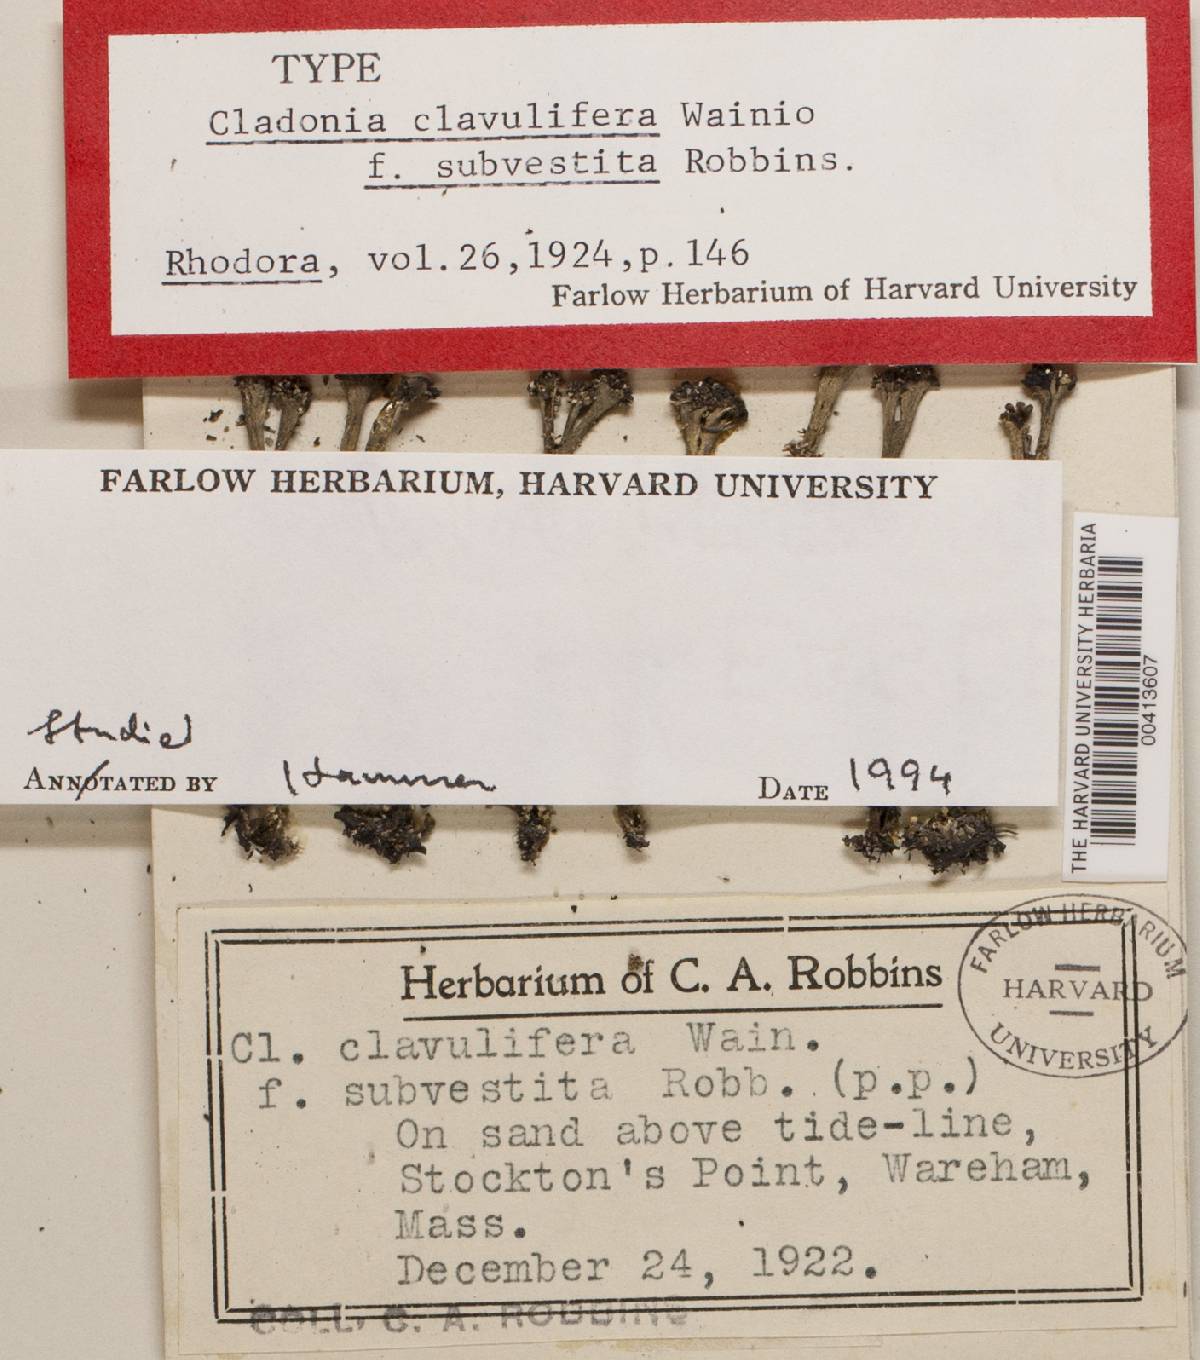 TYPE
Cladonia clavulifera Wainio
f. subvestita Robbins.
Rhodora, vol.26,1924,p.146
Farlow Herbarium of Harvard University
FARLOW HERBARIUM, HARVARD UNIVERSITY
Studied
ANNOTATED BY Hammer DATE 1994
THE HARVARD UNIVERSITY HERBARIA
00413607
FARLOW HERBARIUM
HARVARD
UNIVERSITY
Herbarium of C. A. Robbins
Cl. clavulifera Wain.
f. subvestita Robb. (p.p.)
On sand above tide-line,
Stockton's Point, Wareham,
Mass.
December 24, 1922.
COLL. C. A. ROBBINS